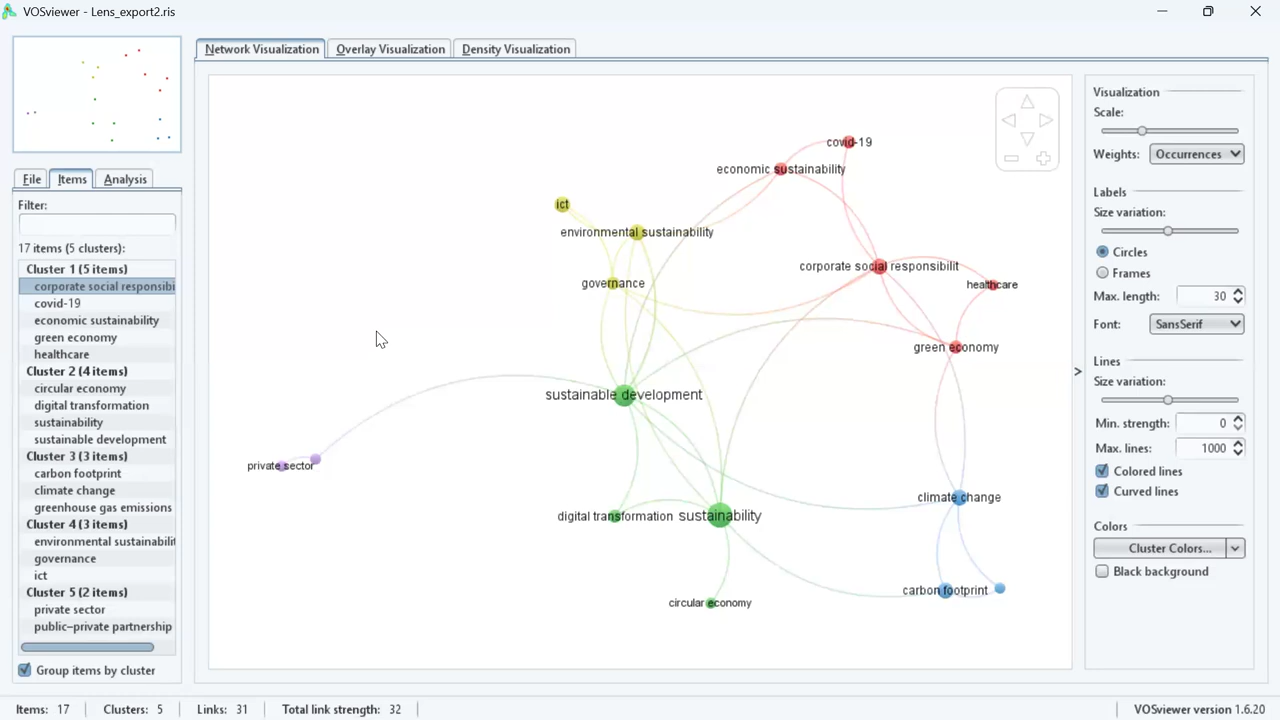 VOSviewer - Lens_export2.ris
Network Visualization
Overlay Visualization
Density Visualization
File
Items
Analysis
Filter:
17 items (5 clusters):
Cluster 1 (5 items)
corporate social responsibi
covid-19
economic sustainability
green economy
healthcare
Cluster 2 (4 items)
circular economy
digital transformation
sustainability
sustainable development
Cluster 3 (3 items)
carbon footprint
climate change
greenhouse gas emissions
Cluster 4 (3 items)
environmental sustainabilit
governance
ict
Cluster 5 (2 items)
private sector
public–private partnership
Group items by cluster
covid-19
economic sustainability
ict
environmental sustainability
corporate social responsibilit
governance
healthcare
green economy
sustainable development
private sector
climate change
digital transformation
sustainability
carbon footprint
circular economy
Visualization
Scale:
Weights:
Occurrences
Labels
Size variation:
Circles
Frames
Max. length:
30
Font:
SansSerif
Lines
Size variation:
Min. strength:
0
Max. lines:
1000
Colored lines
Curved lines
Colors
Cluster Colors...
Black background
Items: 17
Clusters: 5
Links: 31
Total link strength: 32
VOSviewer version 1.6.20